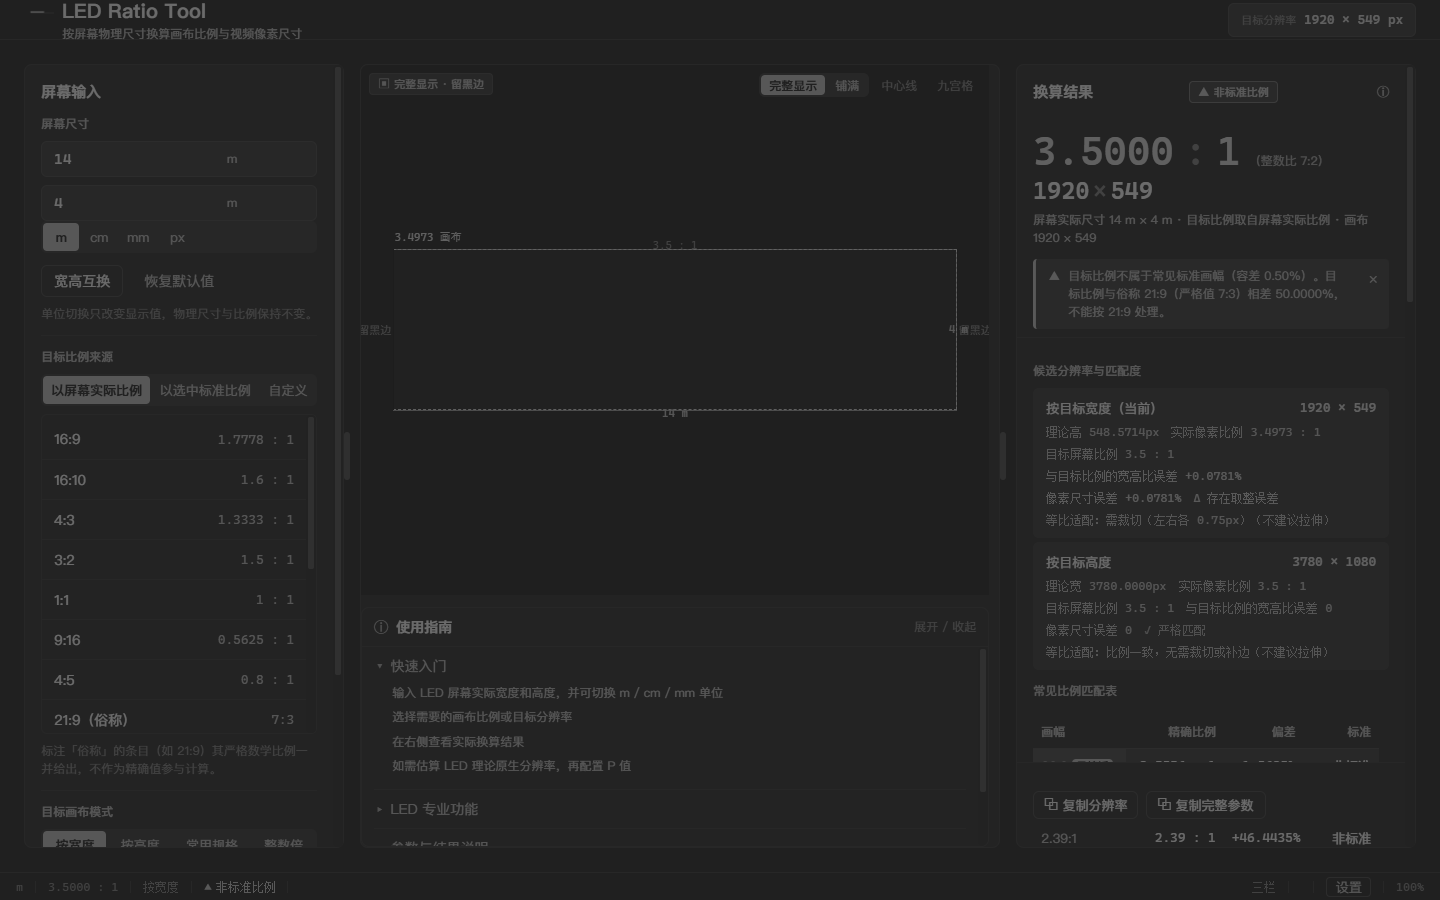 LED Ratio Tool
按屏幕物理尺寸换算画布比例与视频像素尺寸
目标分辨率 1920 × 549 px
屏幕输入
屏幕尺寸
14 m
4 m
m cm mm px
宽高互换 恢复默认值
单位切换只改变显示值，物理尺寸与比例保持不变。
目标比例来源
以屏幕实际比例 以选中标准比例 自定义
16:9 1.7778 : 1
16:10 1.6 : 1
4:3 1.3333 : 1
3:2 1.5 : 1
1:1 1 : 1
9:16 0.5625 : 1
4:5 0.8 : 1
21:9（俗称） 7:3
标注「俗称」的条目（如 21:9）其严格数学比例一
并给出，不作为精确值参与计算。
目标画布模式
按宽度 按高度 常用规格 整数倍
完整显示 · 留黑边
完整显示 铺满 中心线 九宫格
3.4973 画布
3.5 : 1
留黑边
4 m
留黑边
14 m
使用指南 展开 / 收起
▾ 快速入门
输入 LED 屏幕实际宽度和高度，并可切换 m / cm / mm 单位
选择需要的画布比例或目标分辨率
在右侧查看实际换算结果
如需估算 LED 理论原生分辨率，再配置 P 值
▸ LED 专业功能
参数与结果说明
换算结果 ▲ 非标准比例
3.5000 : 1 （整数比 7:2）
1920×549
屏幕实际尺寸 14 m × 4 m · 目标比例取自屏幕实际比例 · 画布
1920 × 549
▲ 目标比例不属于常见标准画幅（容差 0.50%）。目 ×
标比例与俗称 21:9（严格值 7:3）相差 50.0000%，
不能按 21:9 处理。
候选分辨率与匹配度
按目标宽度（当前） 1920 × 549
理论高 548.5714px 实际像素比例 3.4973 : 1
目标屏幕比例 3.5 : 1
与目标比例的宽高比误差 +0.0781%
像素尺寸误差 +0.0781% Δ 存在取整误差
等比适配：需裁切（左右各 0.75px）（不建议拉伸）
按目标高度 3780 × 1080
理论宽 3780.0000px 实际像素比例 3.5 : 1
目标屏幕比例 3.5 : 1 与目标比例的宽高比误差 0
像素尺寸误差 0 ✓ 严格匹配
等比适配：比例一致，无需裁切或补边（不建议拉伸）
常见比例匹配表
画幅 精确比例 偏差 标准
复制分辨率 复制完整参数
2.39:1 2.39 : 1 +46.4435% 非标准
m 3.5000 : 1 按宽度 ▲ 非标准比例
三栏 设置 100%